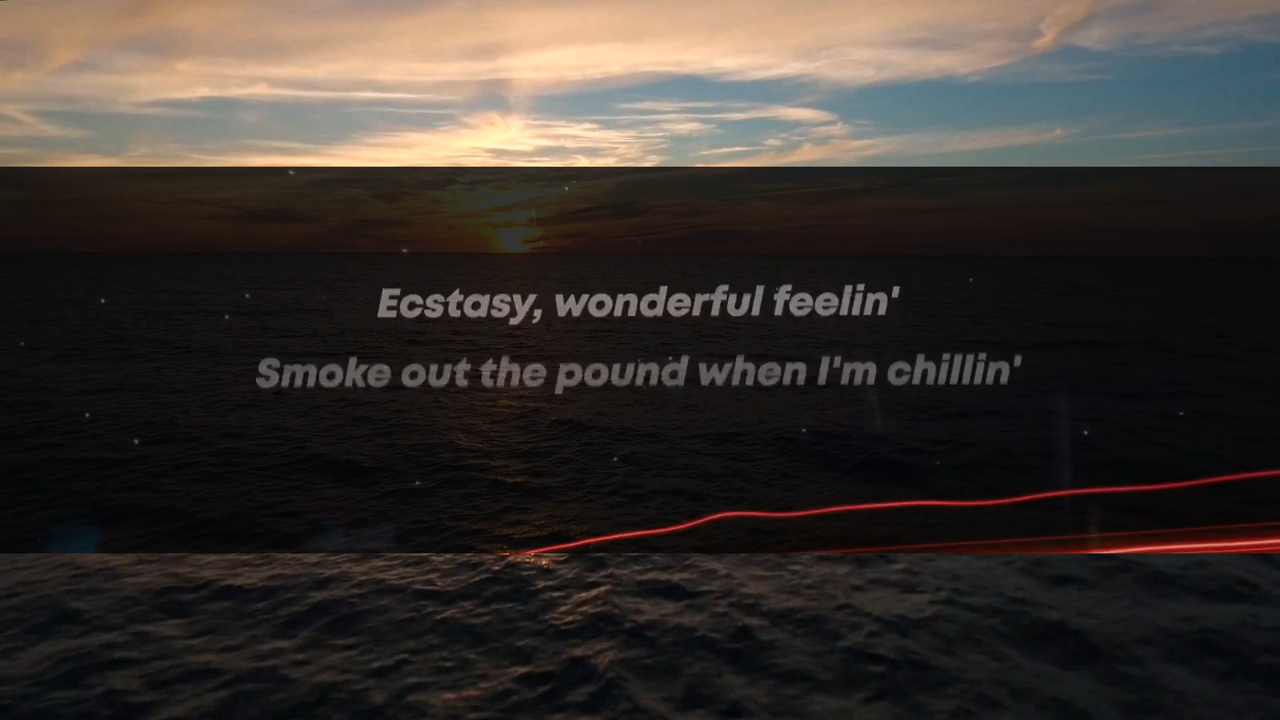 Ecstasy, wonderful feelin'
Smoke out the pound when I'm chillin'